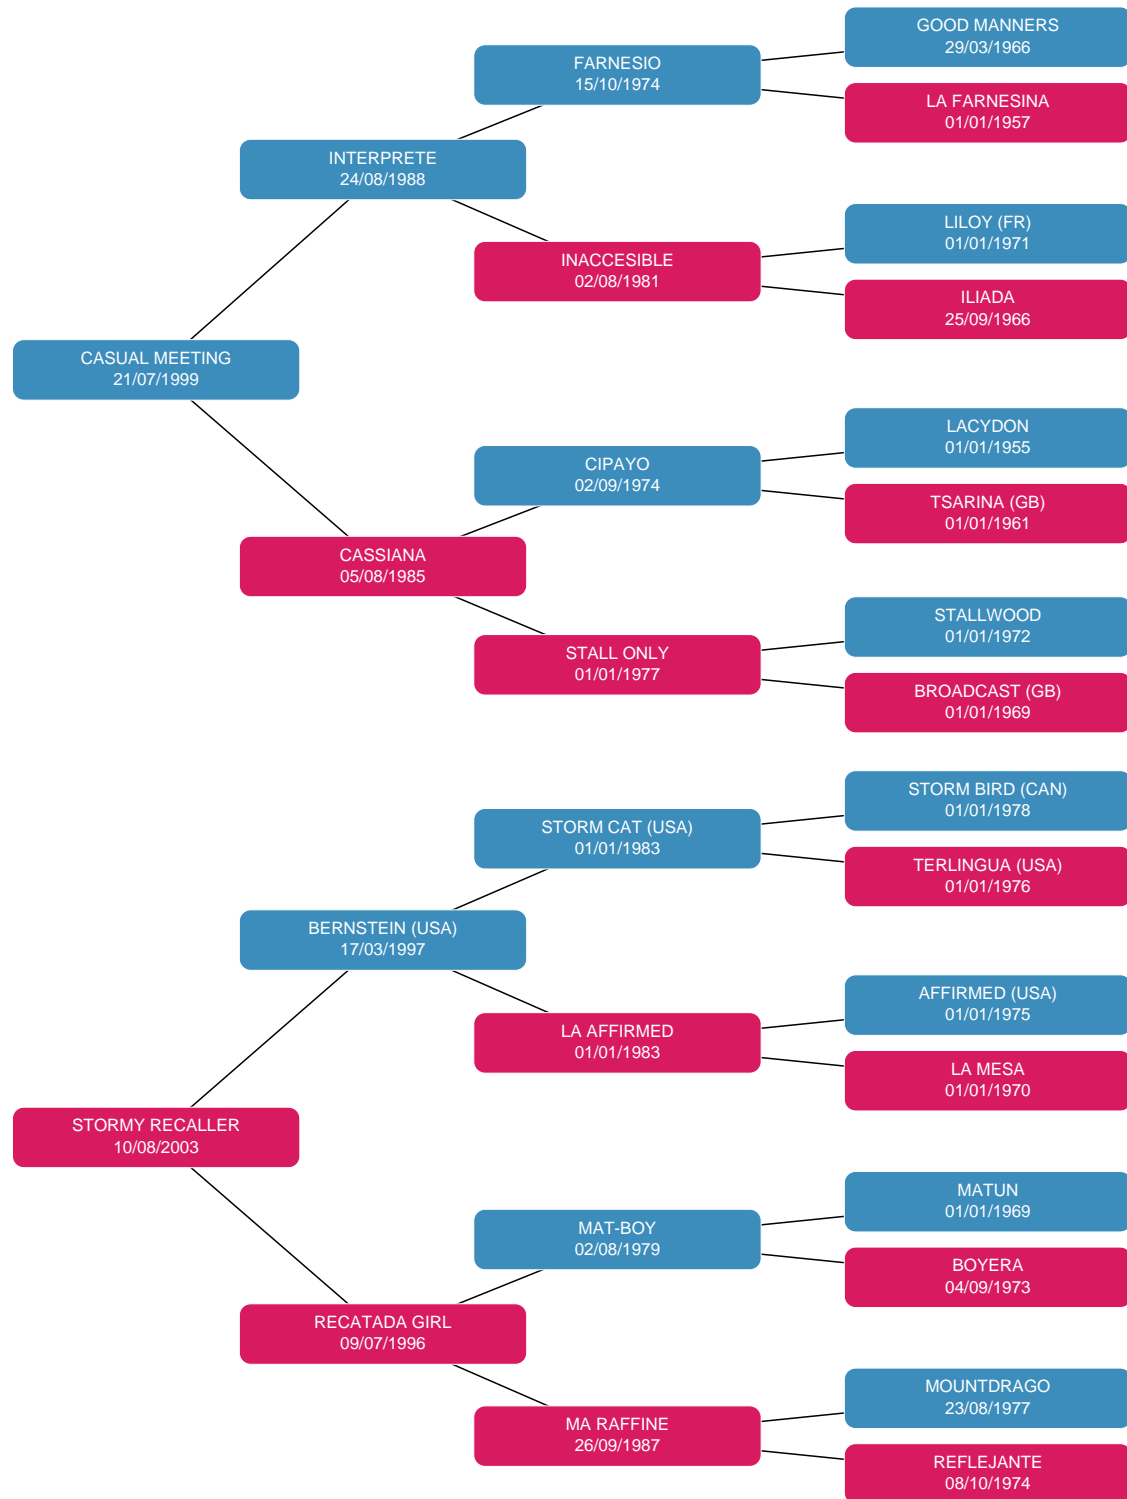 GOOD MANNERS
29/03/1966
FARNESIO
15/10/1974
LA FARNESINA
01/01/1957
INTERPRETE
24/08/1988
LILOY (FR)
01/01/1971
INACCESIBLE
02/08/1981
ILIADA
25/09/1966
CASUAL MEETING
21/07/1999
LACYDON
01/01/1955
CIPAYO
02/09/1974
TSARINA (GB)
01/01/1961
CASSIANA
05/08/1985
STALLWOOD
01/01/1972
STALL ONLY
01/01/1977
BROADCAST (GB)
01/01/1969
STORM BIRD (CAN)
01/01/1978
STORM CAT (USA)
01/01/1983
TERLINGUA (USA)
01/01/1976
BERNSTEIN (USA)
17/03/1997
AFFIRMED (USA)
01/01/1975
LA AFFIRMED
01/01/1983
LA MESA
01/01/1970
STORMY RECALLER
10/08/2003
MATUN
01/01/1969
MAT-BOY
02/08/1979
BOYERA
04/09/1973
RECATADA GIRL
09/07/1996
MOUNTDRAGO
23/08/1977
MA RAFFINE
26/09/1987
REFLEJANTE
08/10/1974